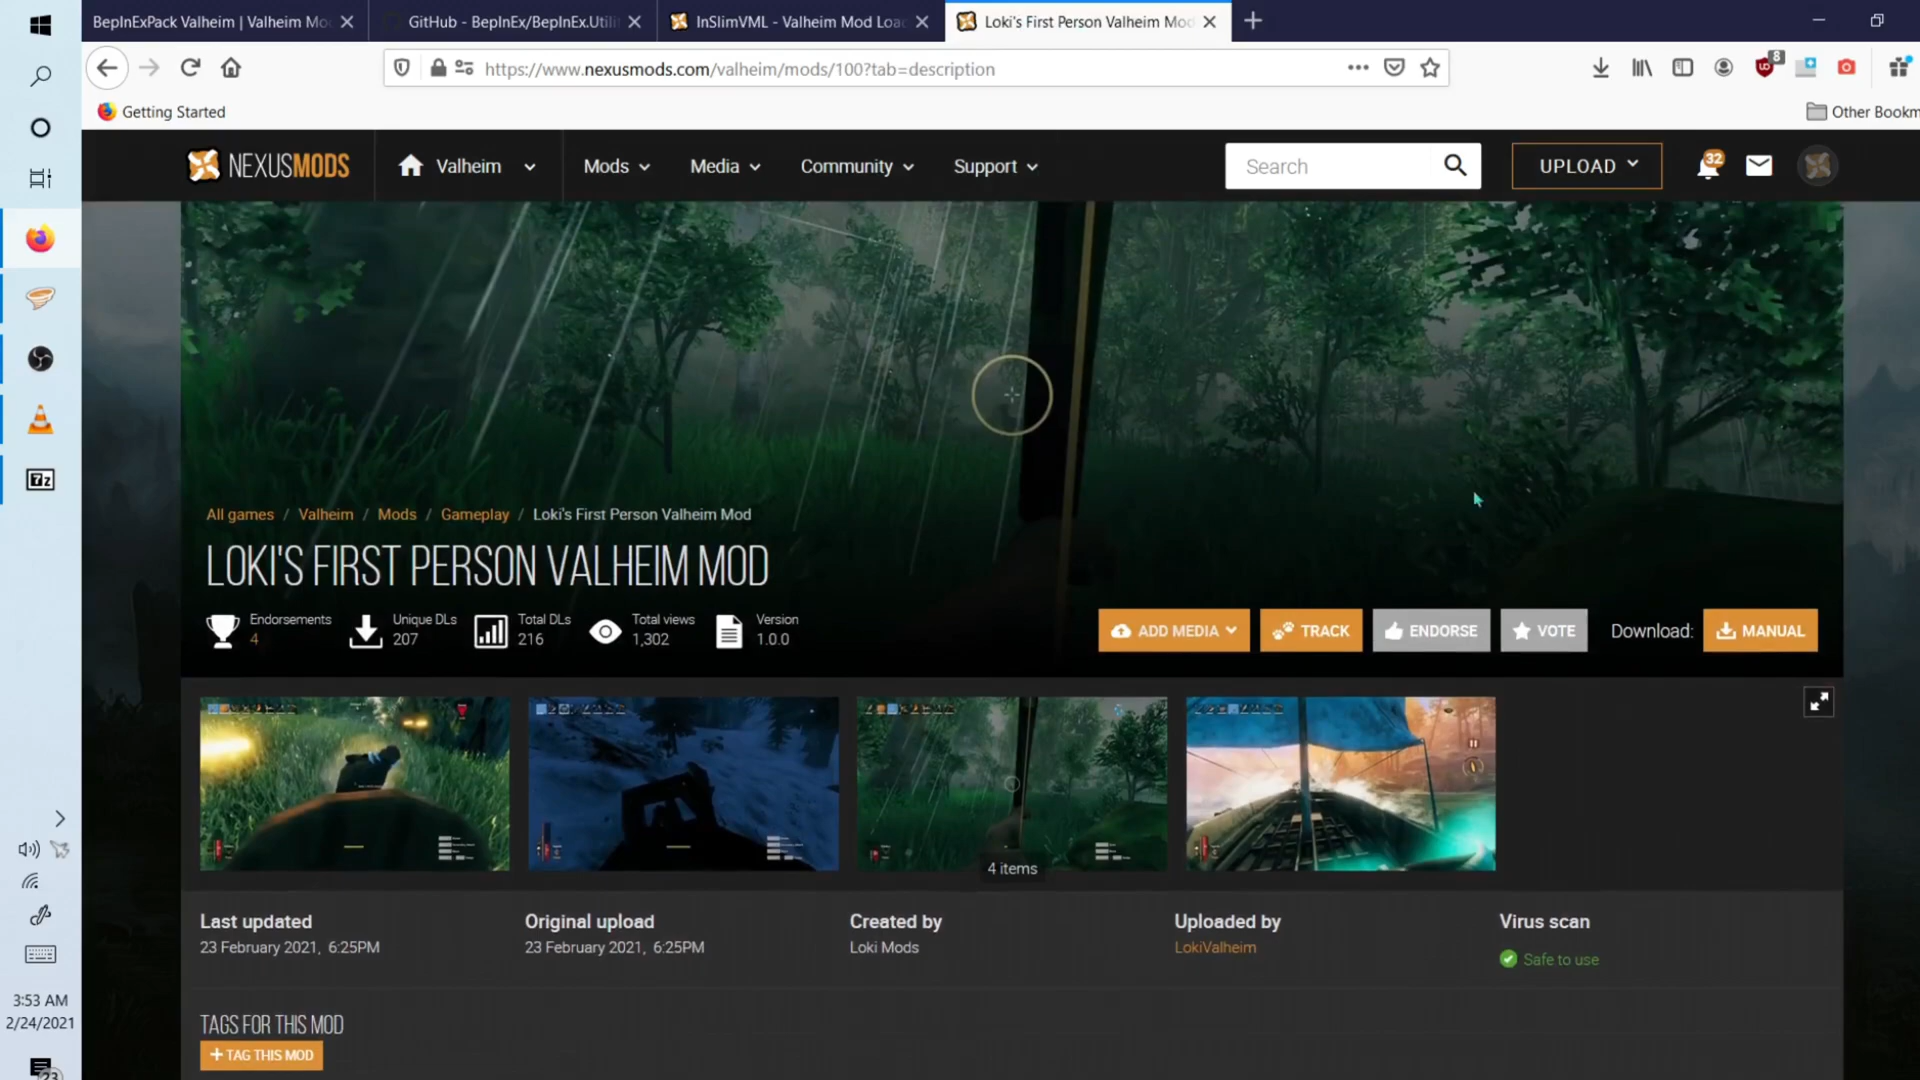 BepInExPack Valheim | Valheim Mo
GitHub - BepInEx/BepInEx.Utili
InSlimVML - Valheim Mod Loa
Loki's First Person Valheim Mod
https://www.nexusmods.com/valheim/mods/100?tab=description
8
Getting Started
Other Bookm
NEXUSMODS
Valheim
Mods
Media
Community
Support
Search
UPLOAD
32
All games / Valheim / Mods / Gameplay / Loki's First Person Valheim Mod
LOKI'S FIRST PERSON VALHEIM MOD
Endorsements
4
Unique DLs
207
Total DLs
216
Total views
1,302
Version
1.0.0
ADD MEDIA
TRACK
ENDORSE
VOTE
Download:
MANUAL
4 items
Last updated
23 February 2021, 6:25PM
Original upload
23 February 2021, 6:25PM
Created by
Loki Mods
Uploaded by
LokiValheim
Virus scan
Safe to use
TAGS FOR THIS MOD
+ TAG THIS MOD
7z
3:53 AM
2/24/2021
23